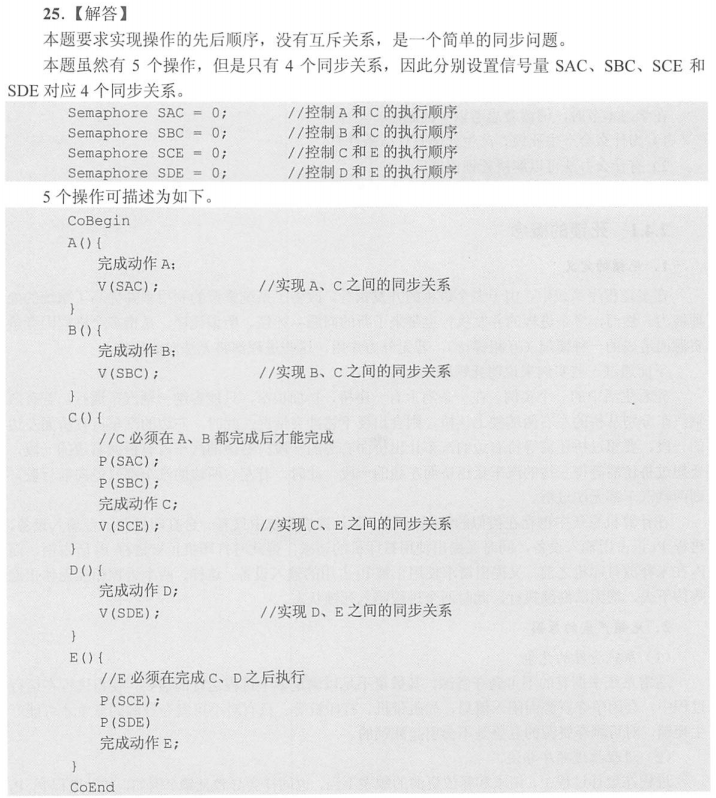 25.【解答】
本题要求实现操作的先后顺序，没有互斥关系，是一个简单的同步问题。
本题虽然有 5 个操作，但是只有 4 个同步关系，因此分别设置信号量 SAC、SBC、SCE 和
SDE 对应 4 个同步关系。
Semaphore SAC = 0; //控制 A 和 C 的执行顺序
Semaphore SBC = 0; //控制 B 和 C 的执行顺序
Semaphore SCE = 0; //控制 C 和 E 的执行顺序
Semaphore SDE = 0; //控制 D 和 E 的执行顺序
5 个操作可描述为如下。
CoBegin
A(){
完成动作 A;
V(SAC); //实现 A、C 之间的同步关系
}
B(){
完成动作 B;
V(SBC); //实现 B、C 之间的同步关系
}
C(){
//C 必须在 A、B 都完成后才能完成
P(SAC);
P(SBC);
完成动作 C;
V(SCE); //实现 C、E 之间的同步关系
}
D(){
完成动作 D;
V(SDE); //实现 D、E 之间的同步关系
}
E(){
//E 必须在完成 C、D 之后执行
P(SCE);
P(SDE)
完成动作 E;
}
CoEnd